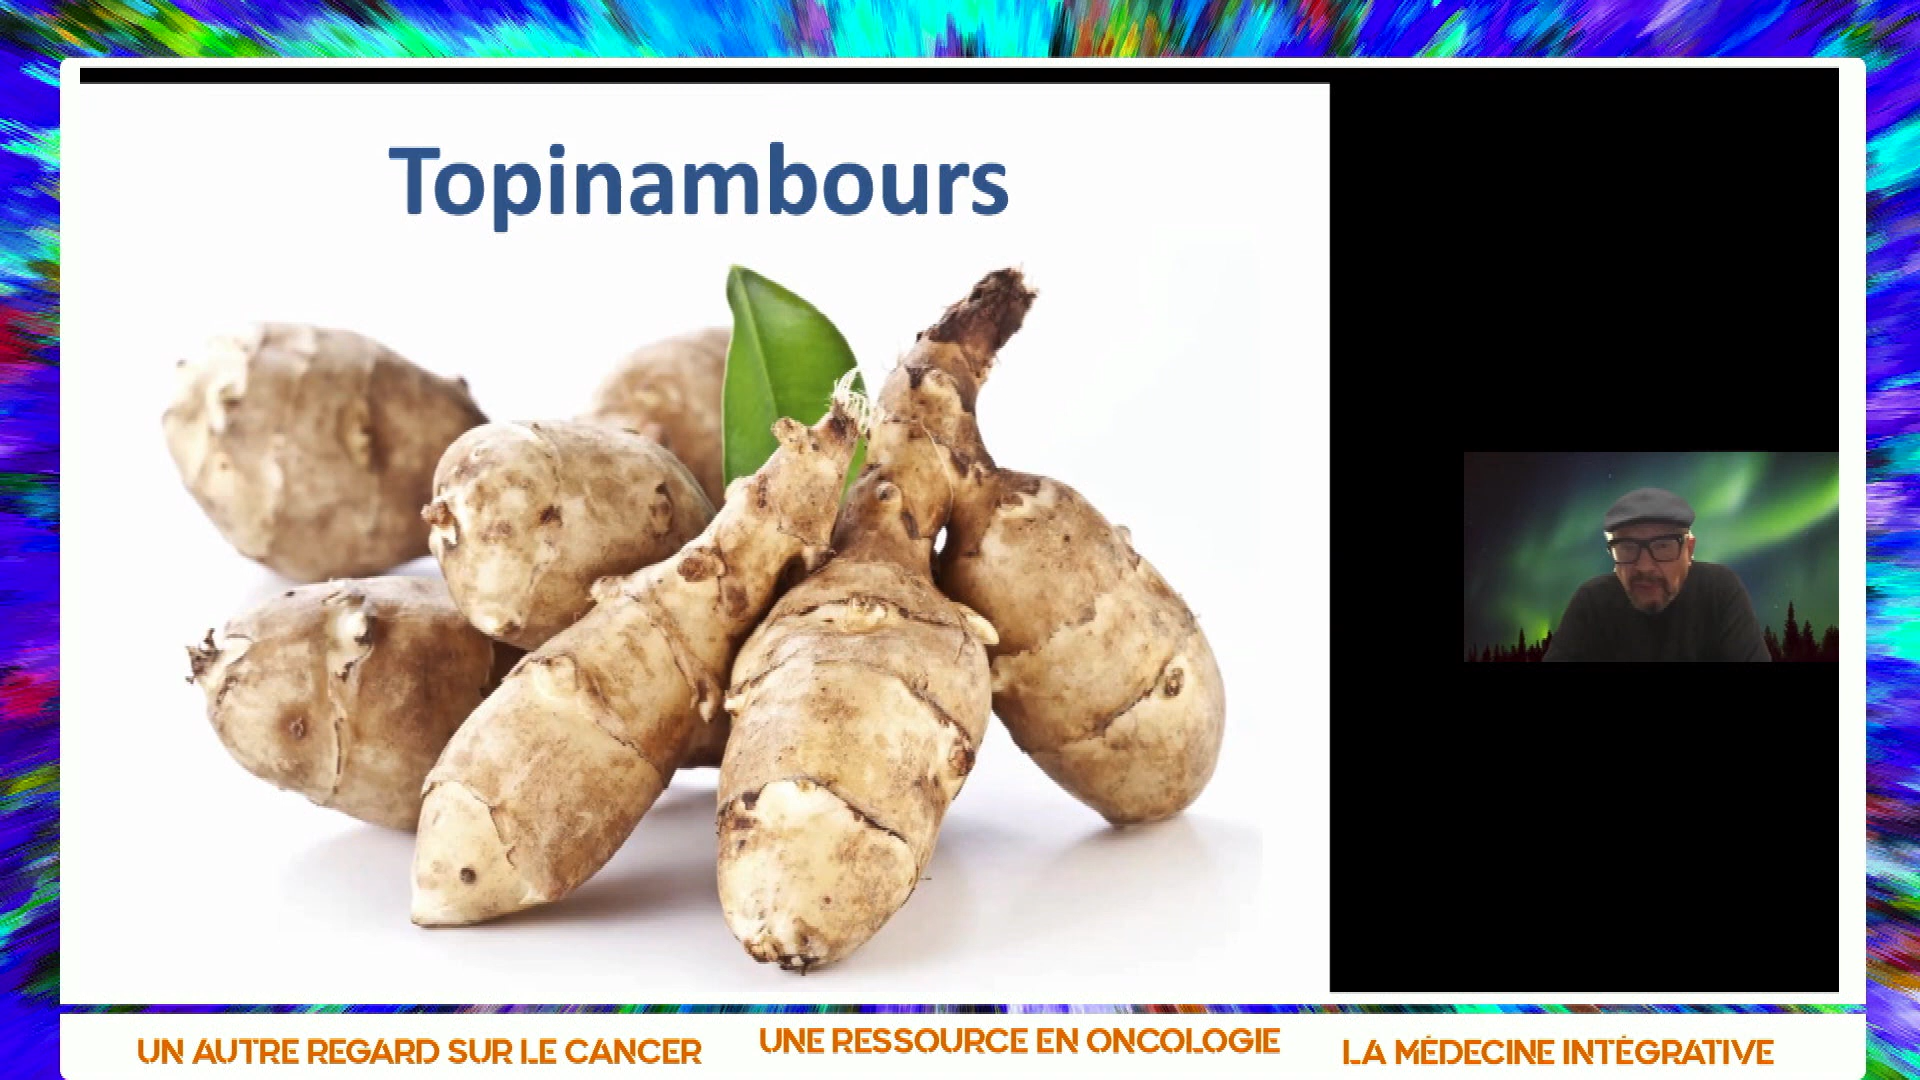 Topinambours
UN AUTRE REGARD SUR LE CANCER
UNE RESSOURCE EN ONCOLOGIE
LA MÉDECINE INTÉGRATIVE